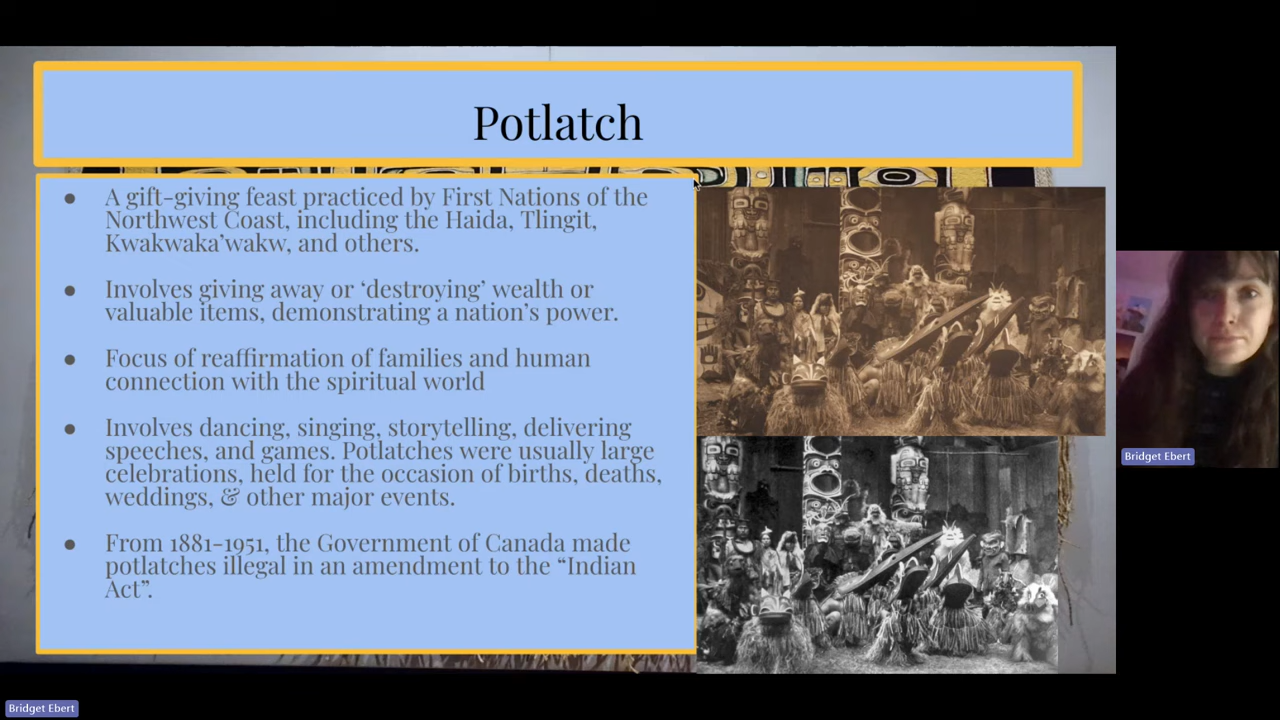 Potlatch
● A gift-giving feast practiced by First Nations of the
Northwest Coast, including the Haida, Tlingit,
Kwakwaka’wakw, and others.
● Involves giving away or ‘destroying’ wealth or
valuable items, demonstrating a nation’s power.
● Focus of reaffirmation of families and human
connection with the spiritual world
● Involves dancing, singing, storytelling, delivering
speeches, and games. Potlatches were usually large
celebrations, held for the occasion of births, deaths,
weddings, & other major events.
● From 1881-1951, the Government of Canada made
potlatches illegal in an amendment to the “Indian
Act”.
Bridget Ebert
Bridget Ebert